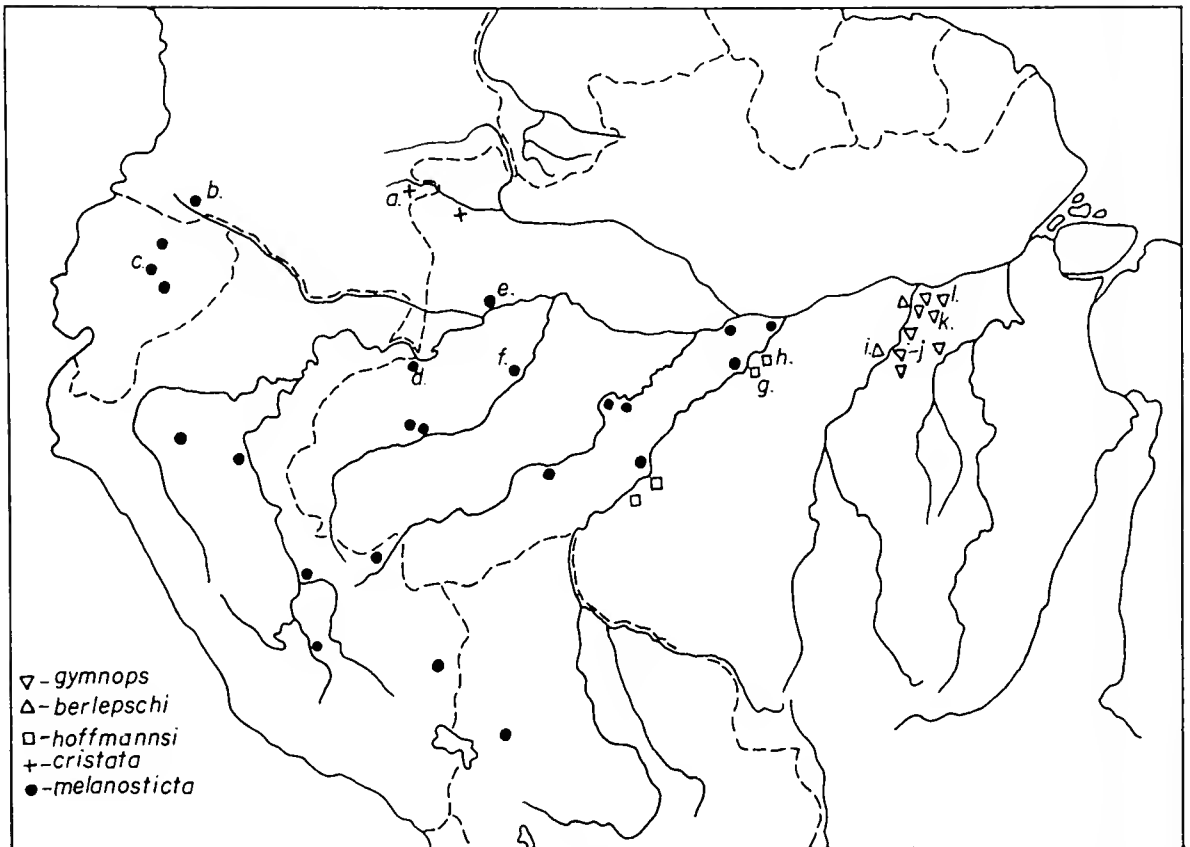 b.
a.
c.
e.
l.
k.
i.
i-j
f.
d.
h.
g.
▽-gymnops
△-berlepschi
□-hoffmannsi
+-cristata
●-melanosticta